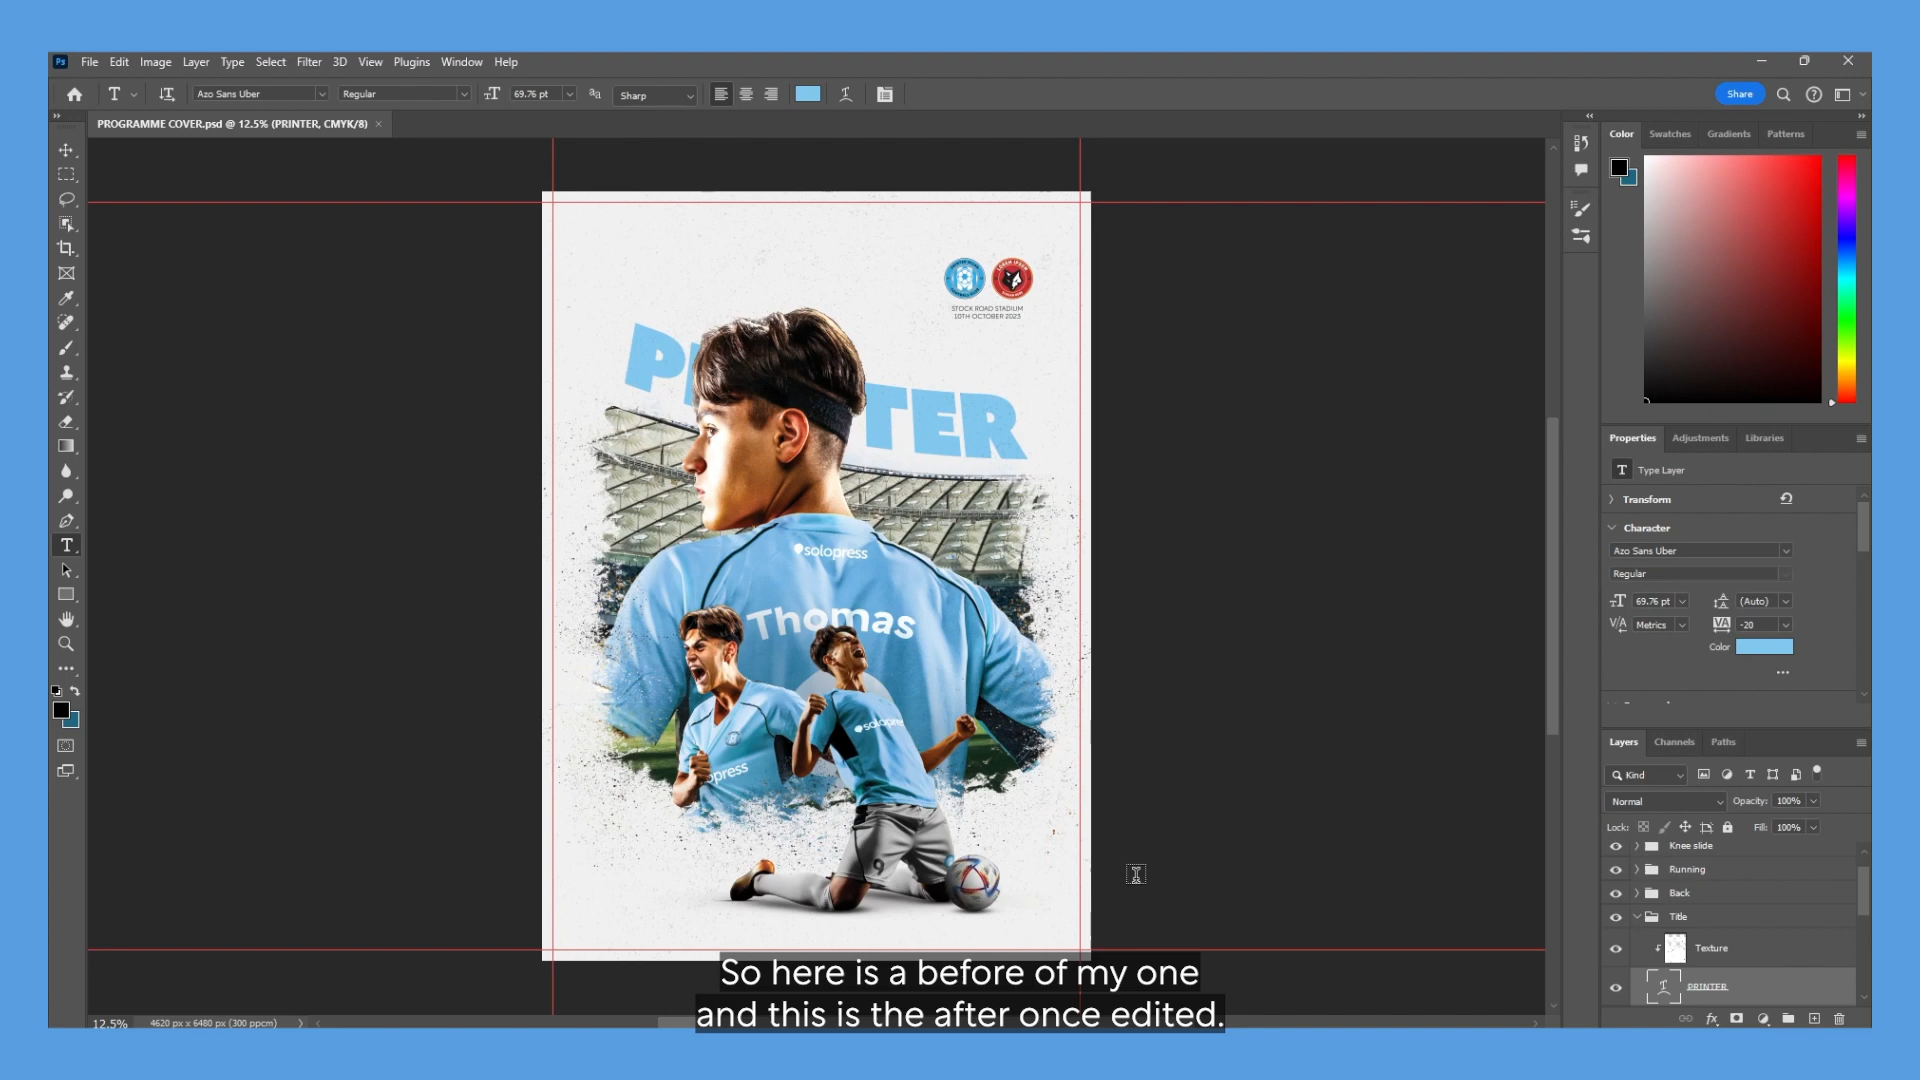 Ps File Edit Image Layer Type Select Filter 3D View Plugins Window Help
T Azo Sans Uber Regular 69.76 pt aa Sharp Share
PROGRAMME COVER.psd @ 12.5% (PRINTER, CMYK/8) ×
Color Swatches Gradients Patterns
STOCK ROAD STADIUM
10TH OCTOBER 2023
P TER
solopress
Thomas
solopre
press
9
Properties Adjustments Libraries
T Type Layer
Transform
Character
Azo Sans Uber
Regular
69.76 pt (Auto)
Metrics -20
Color
Layers Channels Paths
Kind
Normal Opacity: 100%
Lock: Fill: 100%
Knee slide
Running
Back
Title
Texture
PRINTER
12.5% 4620 px x 6480 px (300 ppcm)
So here is a before of my one
and this is the after once edited.